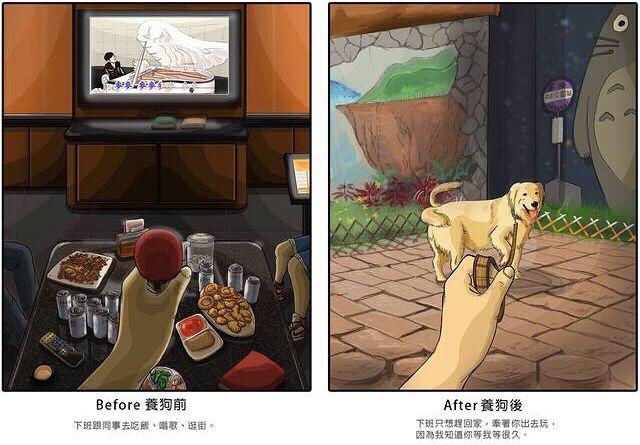 Before 養狗前
下班跟同事去吃飯、唱歌、逛街。
After 養狗後
下班只想趕回家，牽著你出去玩，
因為我知道你等我等很久。